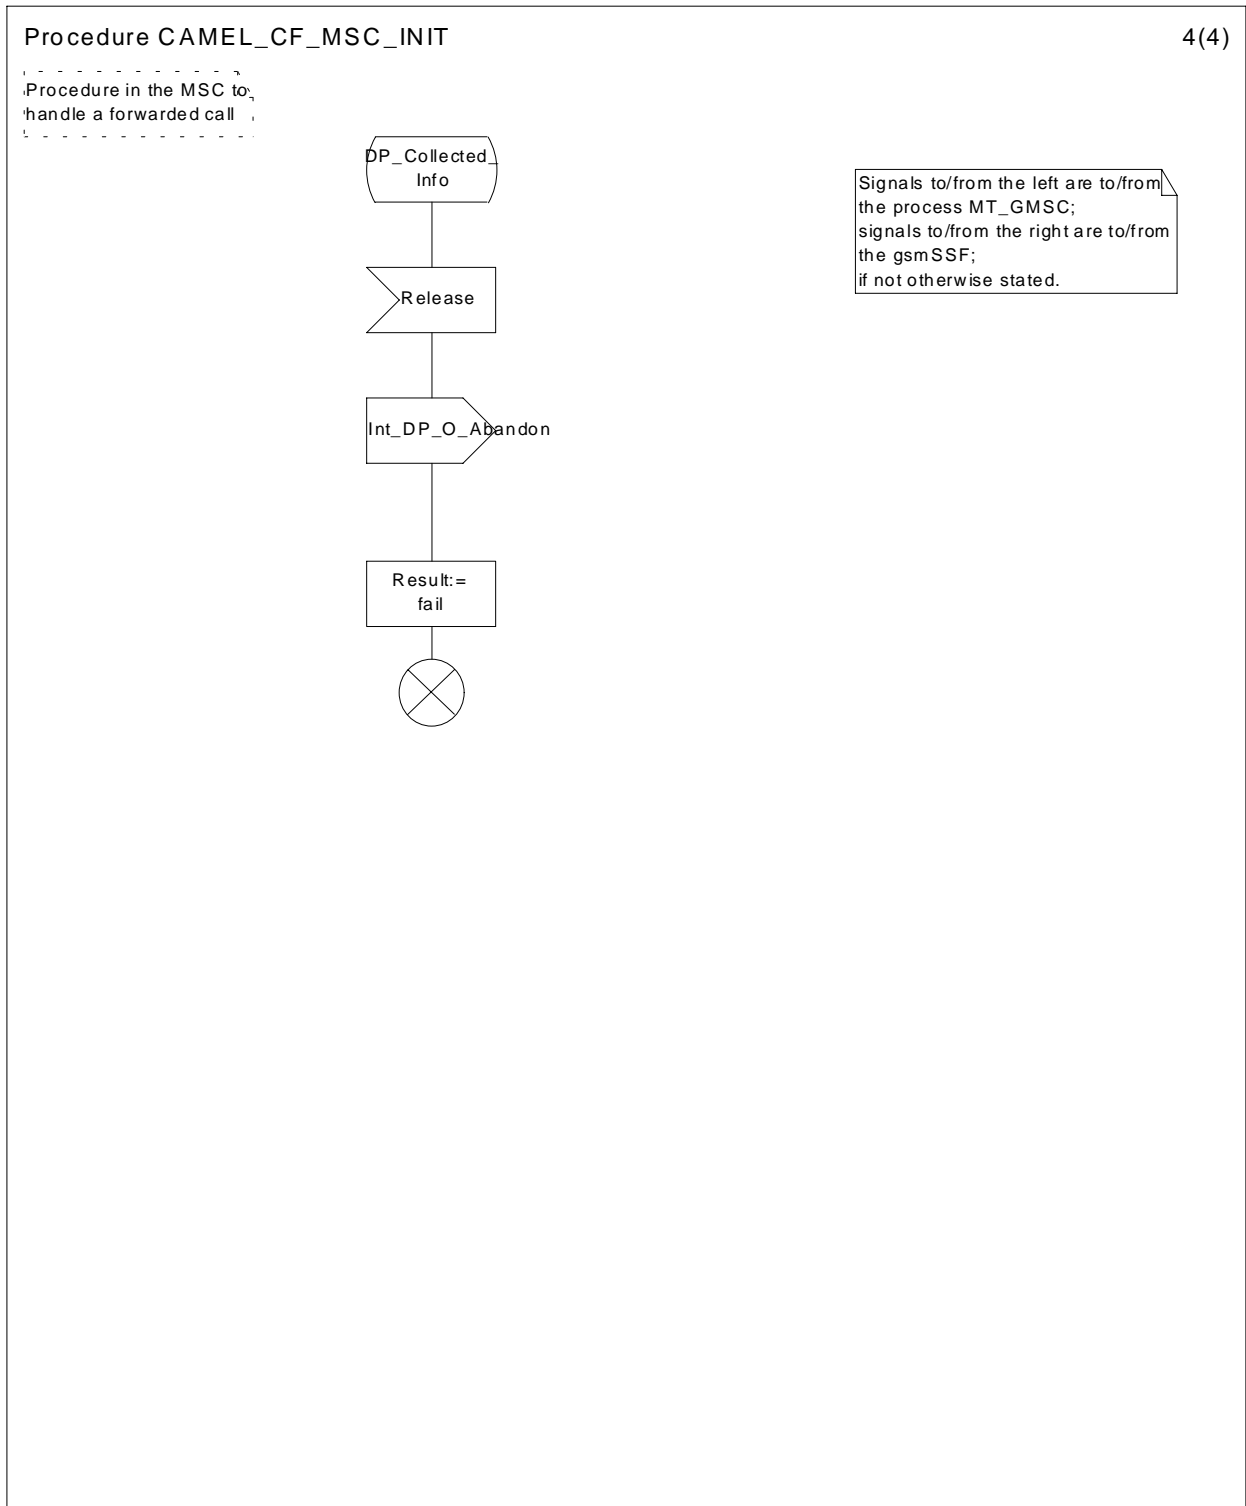 Procedure CAMEL_CF_MSC_INIT 4(4)
Procedure in the MSC to
handle a forwarded call
DP_Collected_
Info
Signals to/from the left are to/from
the process MT_GMSC;
signals to/from the right are to/from
the gsmSSF;
if not otherwise stated.
Release
Int_DP_O_Abandon
Result:=
fail